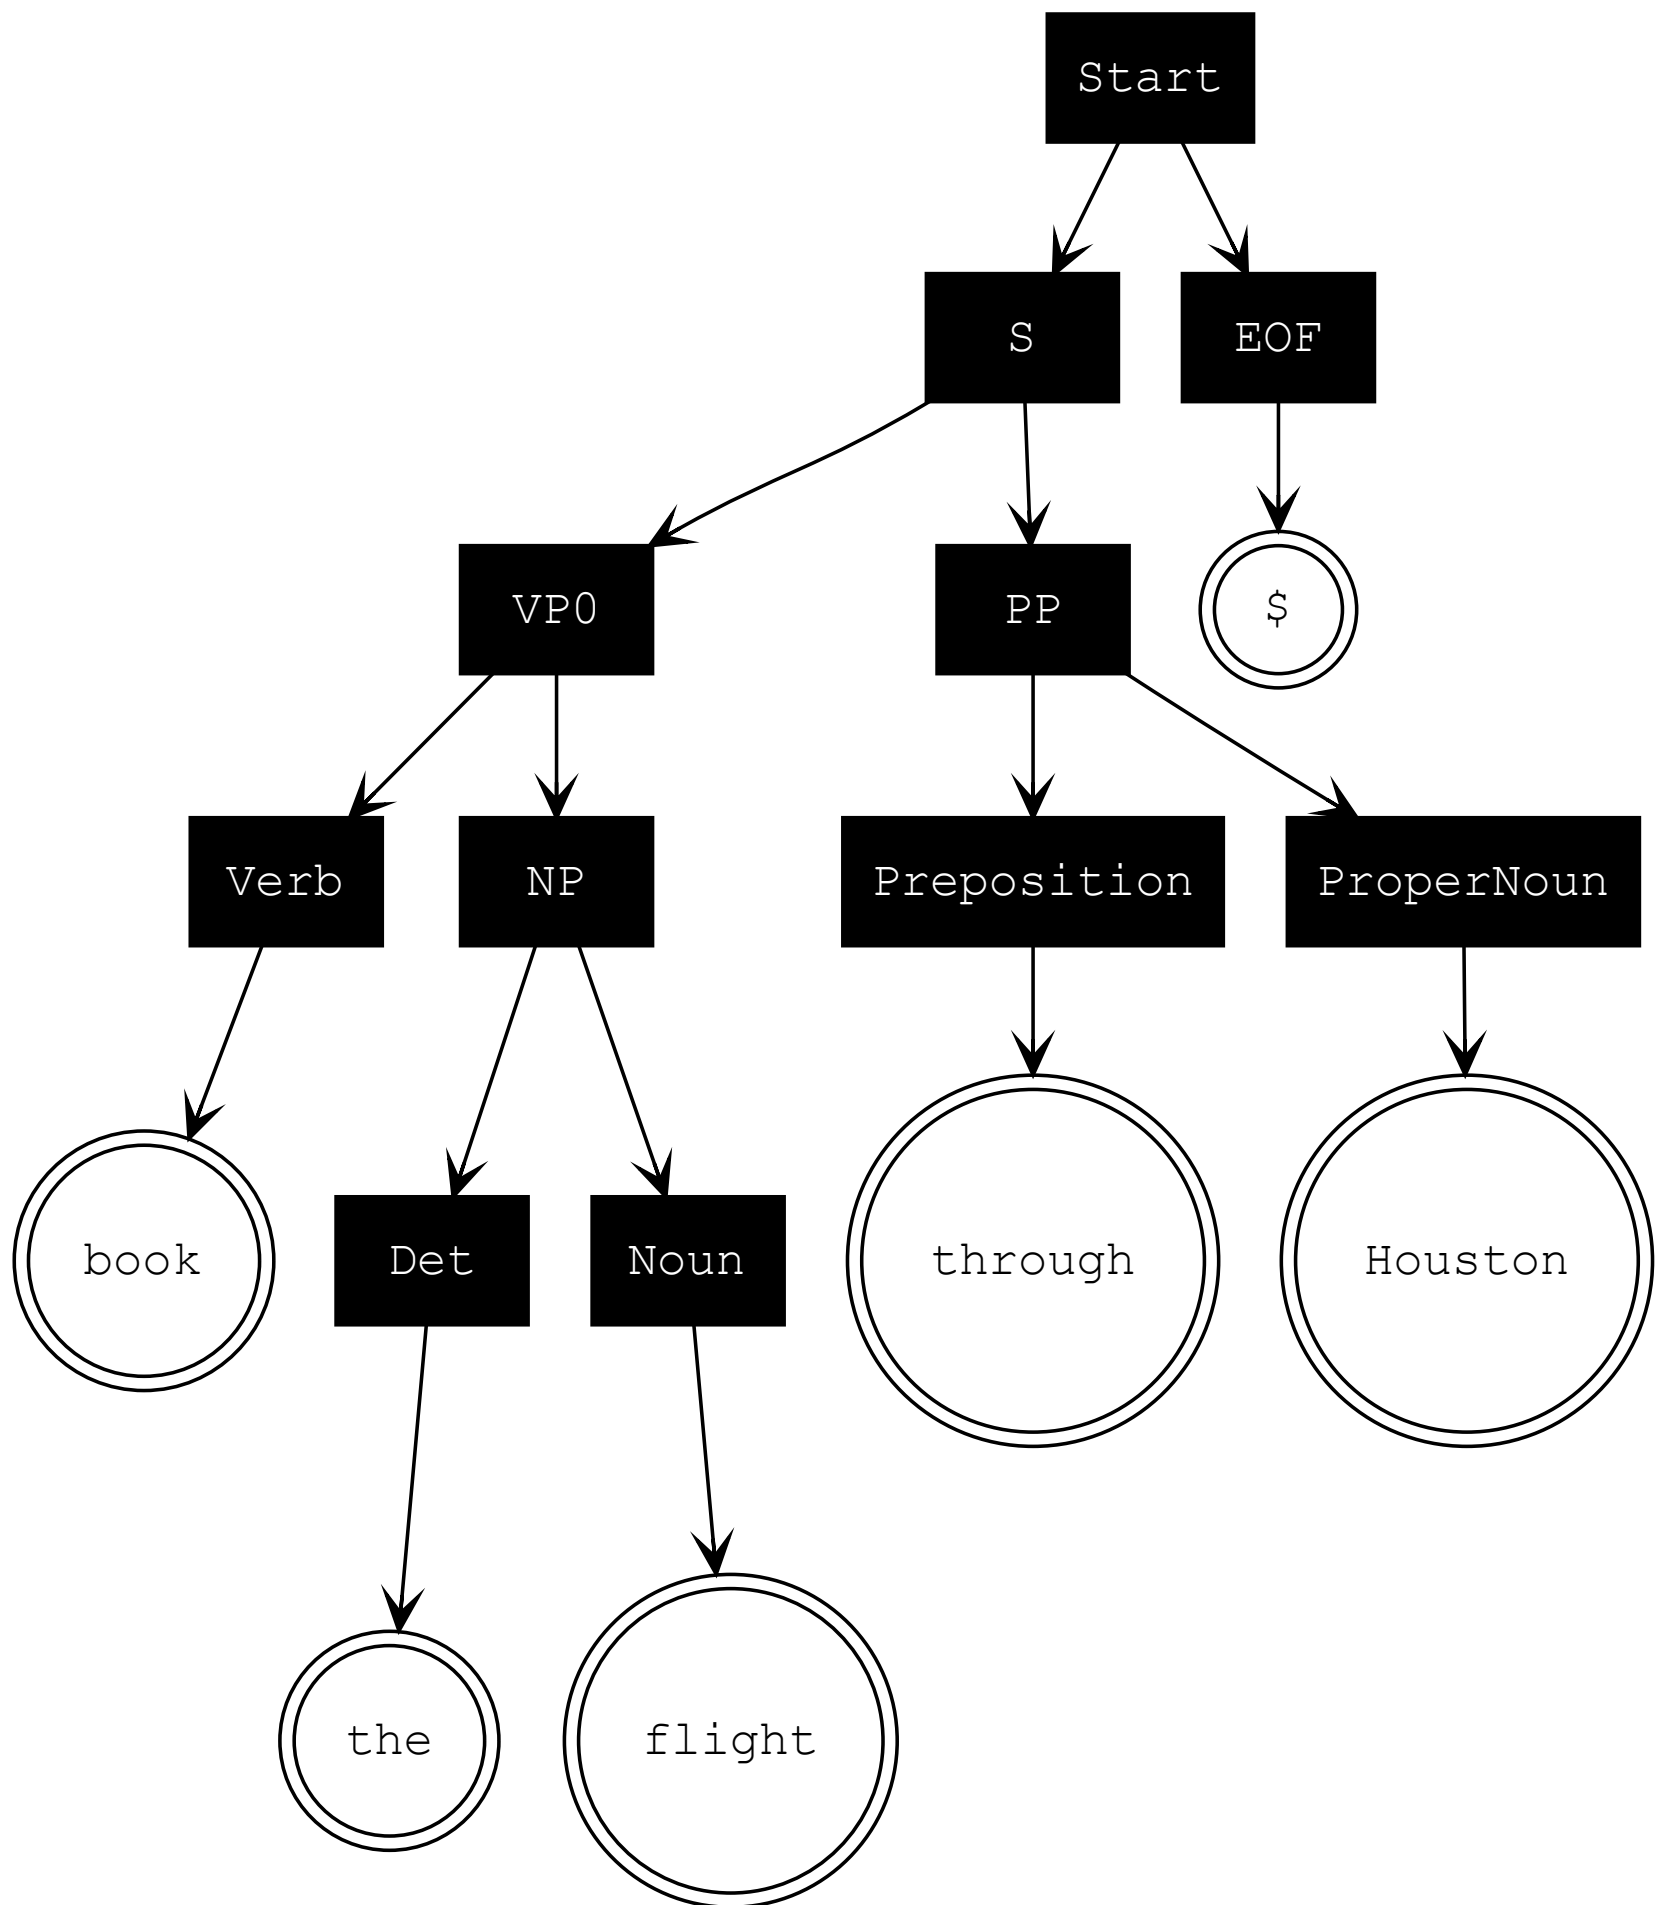 Start
S
EOF
VP0
PP
$
Verb
NP
Preposition
ProperNoun
book
Det
Noun
through
Houston
the
flight